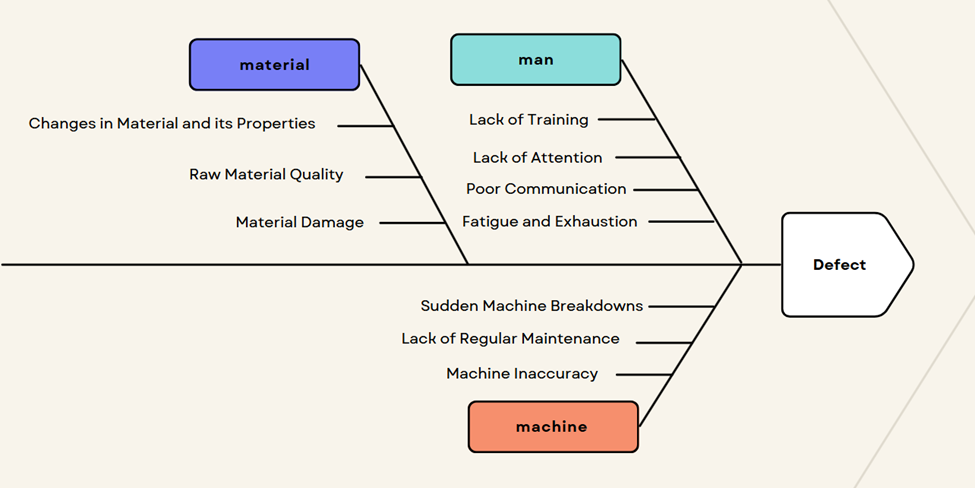 material
man
Changes in Material and its Properties
Lack of Training
Lack of Attention
Raw Material Quality
Poor Communication
Material Damage
Fatigue and Exhaustion
Defect
Sudden Machine Breakdowns
Lack of Regular Maintenance
Machine Inaccuracy
machine